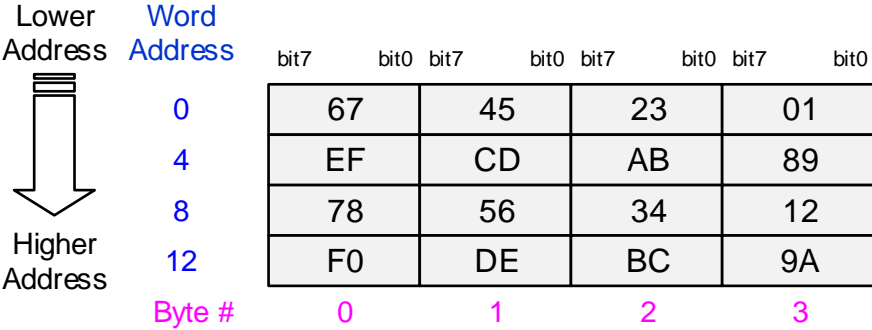 Lower Address
Word Address
bit7 bit0 bit7 bit0 bit7 bit0 bit7 bit0
0 67 45 23 01
4 EF CD AB 89
8 78 56 34 12
Higher Address
12 F0 DE BC 9A
Byte # 0 1 2 3